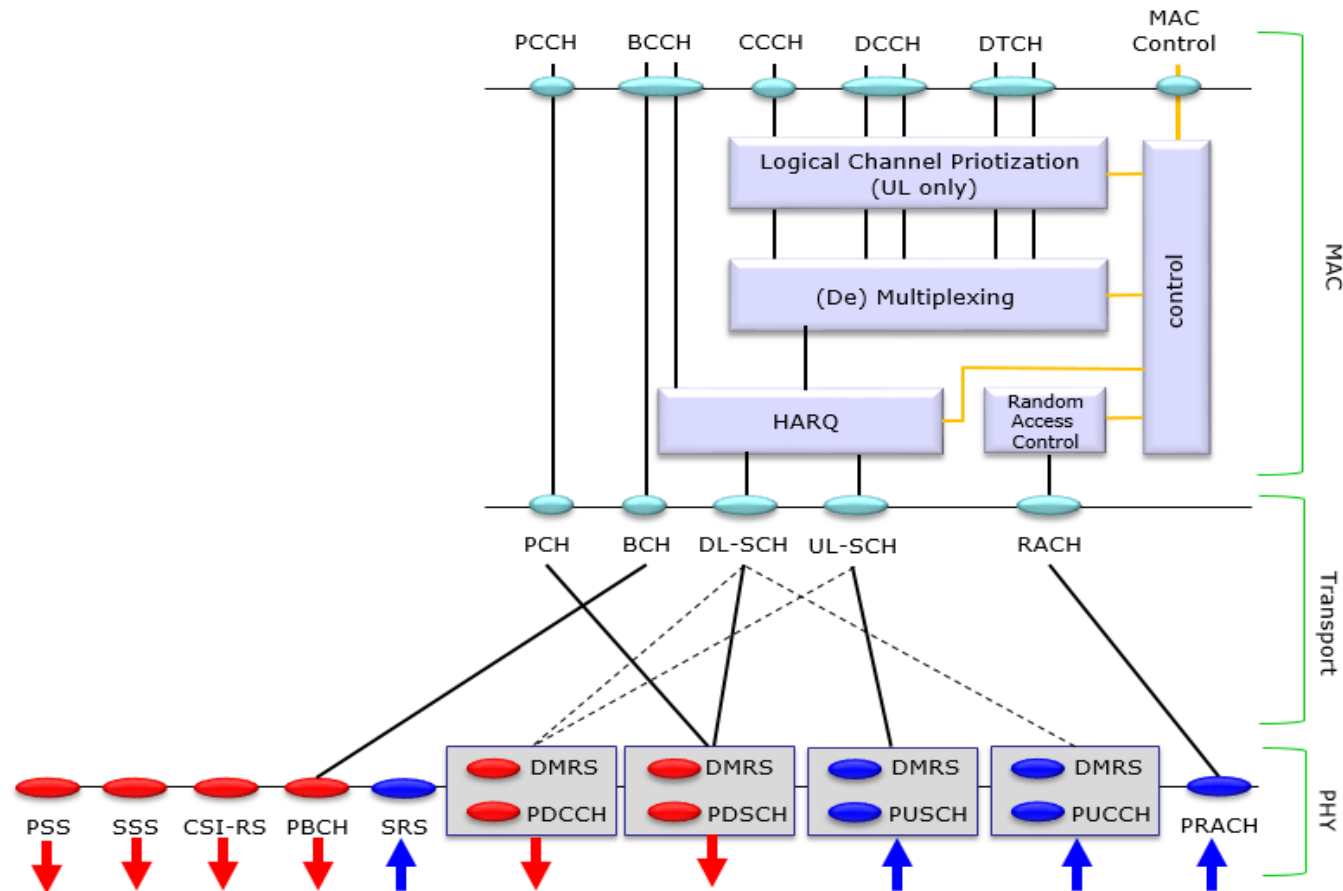 PCCH
BCCH
CCCH
DCCH
DTCH
MAC
Control
Logical Channel Priotization
(UL only)
(De) Multiplexing
control
HARQ
Random
Access
Control
MAC
PCH
BCH
DL-SCH
UL-SCH
RACH
Transport
DMRS
DMRS
DMRS
DMRS
PDCCH
PDSCH
PUSCH
PUCCH
PSS
SSS
CSI-RS
PBCH
SRS
PRACH
PHY